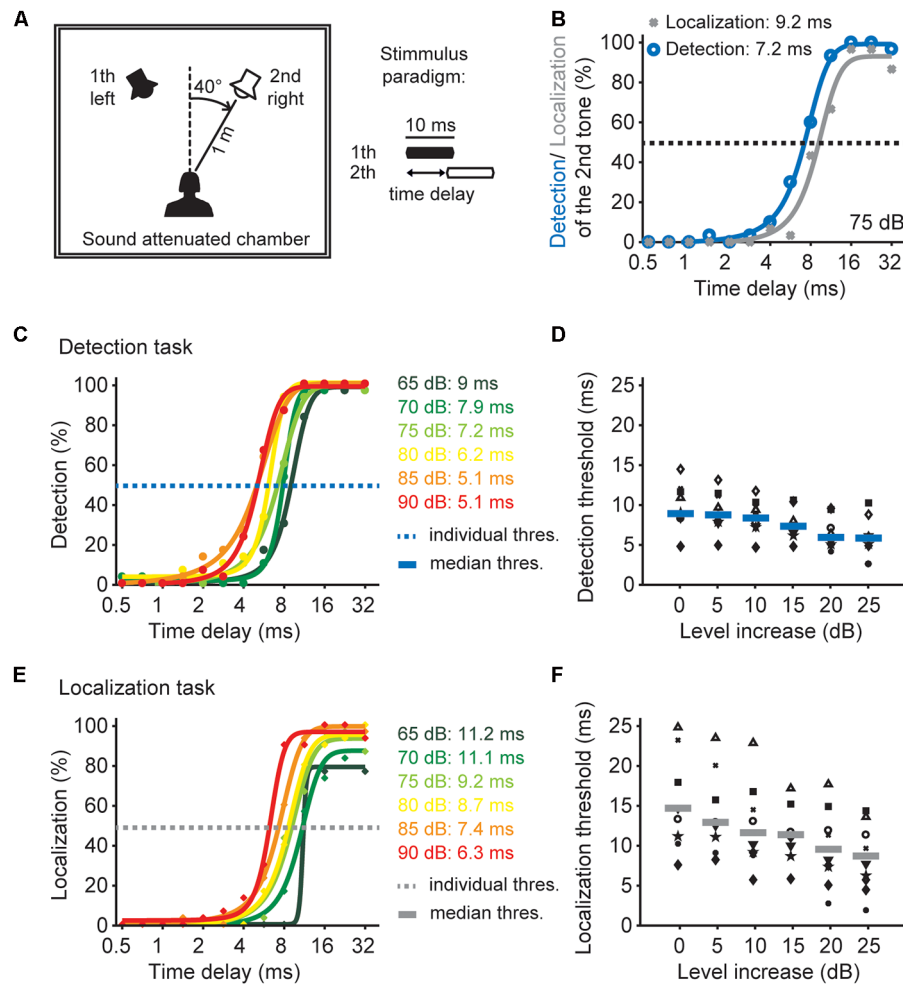 A
1th
left
40°
2nd
right
1 m
Sound attenuated chamber
Stimmulus
paradigm:
10 ms
1th
2th
time delay
B
Localization: 9.2 ms
Detection: 7.2 ms
Detection/ Localization
of the 2nd tone (%)
100
80
60
40
20
0
75 dB
0.5 1 2 4 8 16 32
Time delay (ms)
C
Detection task
Detection (%)
100
80
60
40
20
0
0.5 1 2 4 8 16 32
Time delay (ms)
65 dB: 9 ms
70 dB: 7.9 ms
75 dB: 7.2 ms
80 dB: 6.2 ms
85 dB: 5.1 ms
90 dB: 5.1 ms
individual thres.
median thres.
D
Detection threshold (ms)
25
20
15
10
5
0
0 5 10 15 20 25
Level increase (dB)
E
Localization task
Localization (%)
100
80
60
40
20
0
0.5 1 2 4 8 16 32
Time delay (ms)
65 dB: 11.2 ms
70 dB: 11.1 ms
75 dB: 9.2 ms
80 dB: 8.7 ms
85 dB: 7.4 ms
90 dB: 6.3 ms
individual thres.
median thres.
F
Localization threshold (ms)
25
20
15
10
5
0
0 5 10 15 20 25
Level increase (dB)